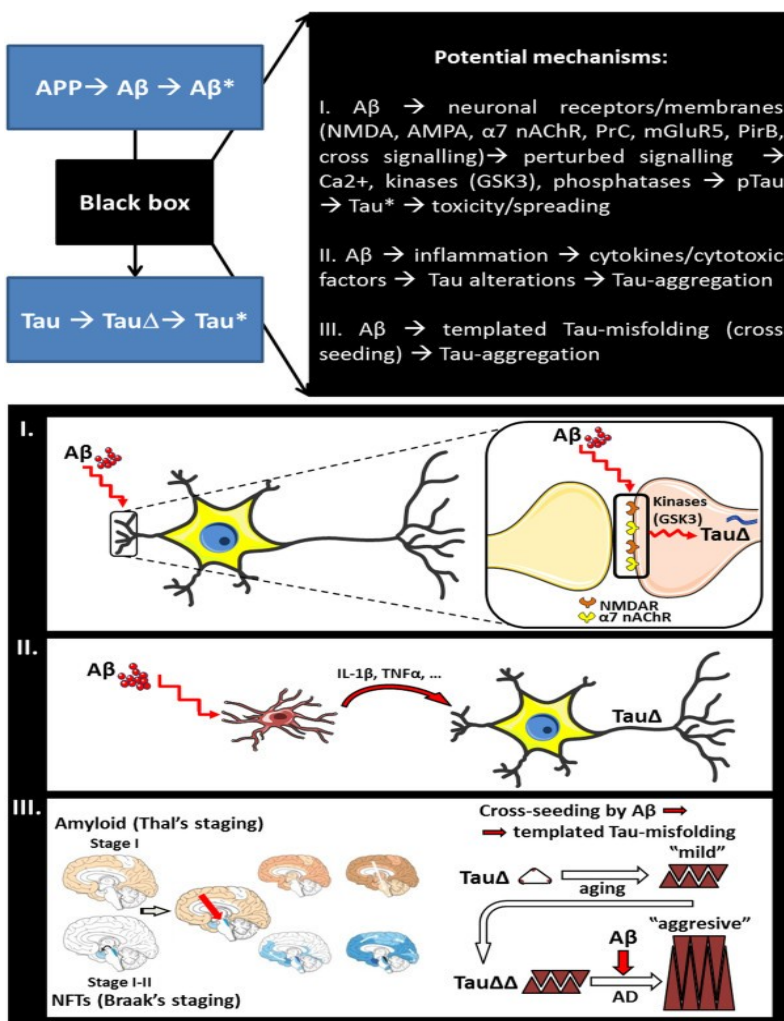 APP→ Aβ → Aβ*
Black box
Tau → TauΔ→ Tau*
Potential mechanisms:
I. Aβ → neuronal receptors/membranes
(NMDA, AMPA, α7 nAChR, PrC, mGluR5, PirB,
cross signalling)→ perturbed signalling →
Ca2+, kinases (GSK3), phosphatases → pTau
→ Tau* → toxicity/spreading
II. Aβ → inflammation → cytokines/cytotoxic
factors → Tau alterations → Tau-aggregation
III. Aβ → templated Tau-misfolding (cross
seeding) → Tau-aggregation
I.
Aβ
Aβ
Kinases
(GSK3)
TauΔ
NMDAR
α7 nAChR
II.
Aβ
IL-1β, TNFα, ...
TauΔ
III.
Amyloid (Thal's staging)
Stage I
Stage I-II
NFTs (Braak's staging)
Cross-seeding by Aβ
templated Tau-misfolding
"mild"
TauΔ
aging
"aggresive"
Aβ
TauΔΔ
AD